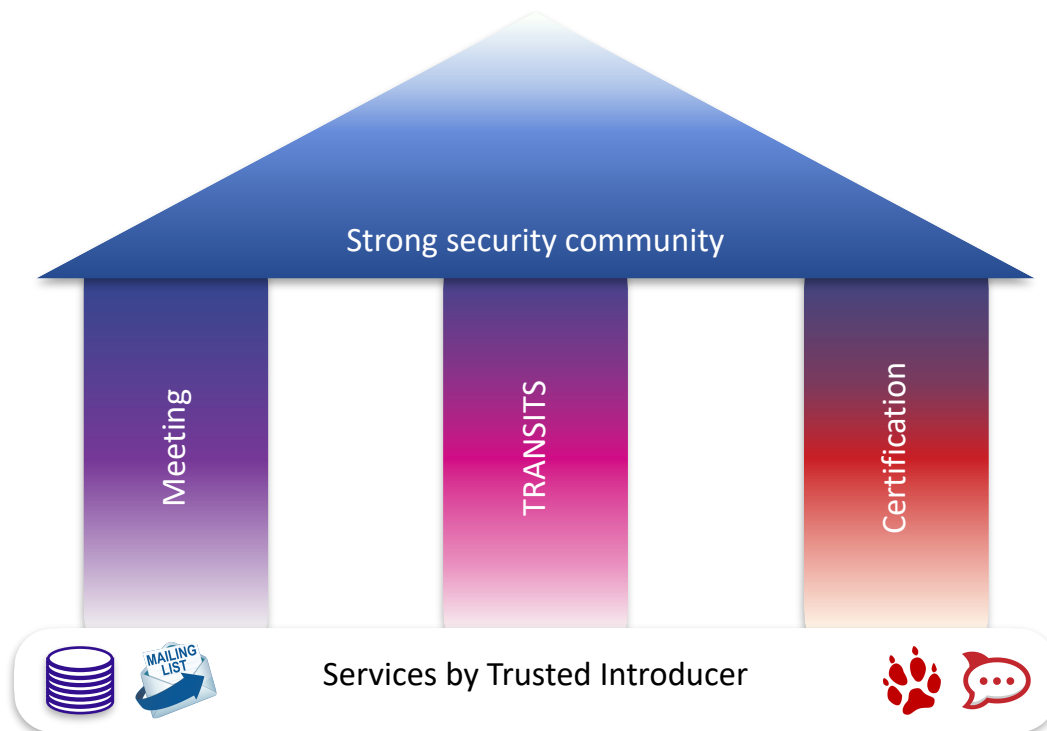 Strong security community
Meeting
TRANSITS
Certification
MAILING
LIST
Services by Trusted Introducer